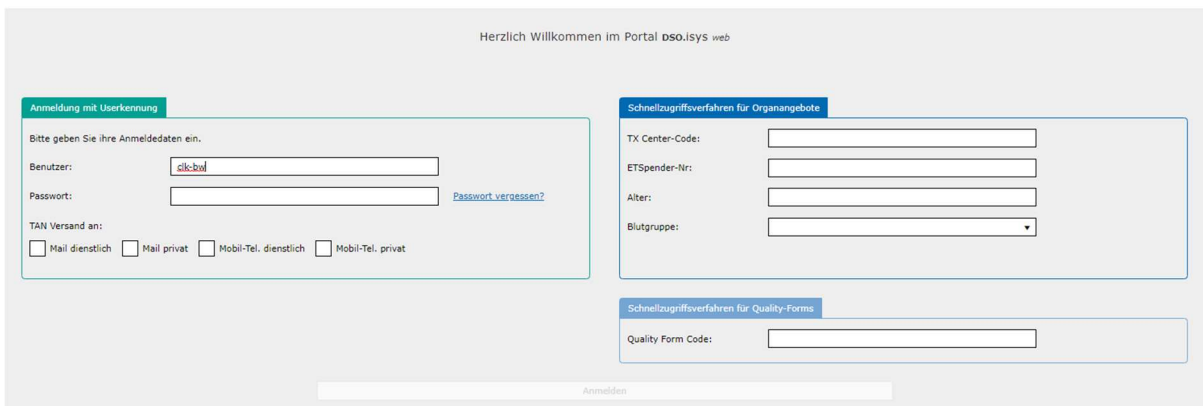 Herzlich Willkommen im Portal DSO.isys web
Anmeldung mit Userkennung
Bitte geben Sie ihre Anmeldedaten ein.
Benutzer: clk-bw
Passwort: Passwort vergessen?
TAN Versand an:
Mail dienstlich Mail privat Mobil-Tel. dienstlich Mobil-Tel. privat
Schnellzugriffsverfahren für Organangebote
TX Center-Code:
ETSpender-Nr:
Alter:
Blutgruppe:
Schnellzugriffsverfahren für Quality-Forms
Quality Form Code:
Anmelden